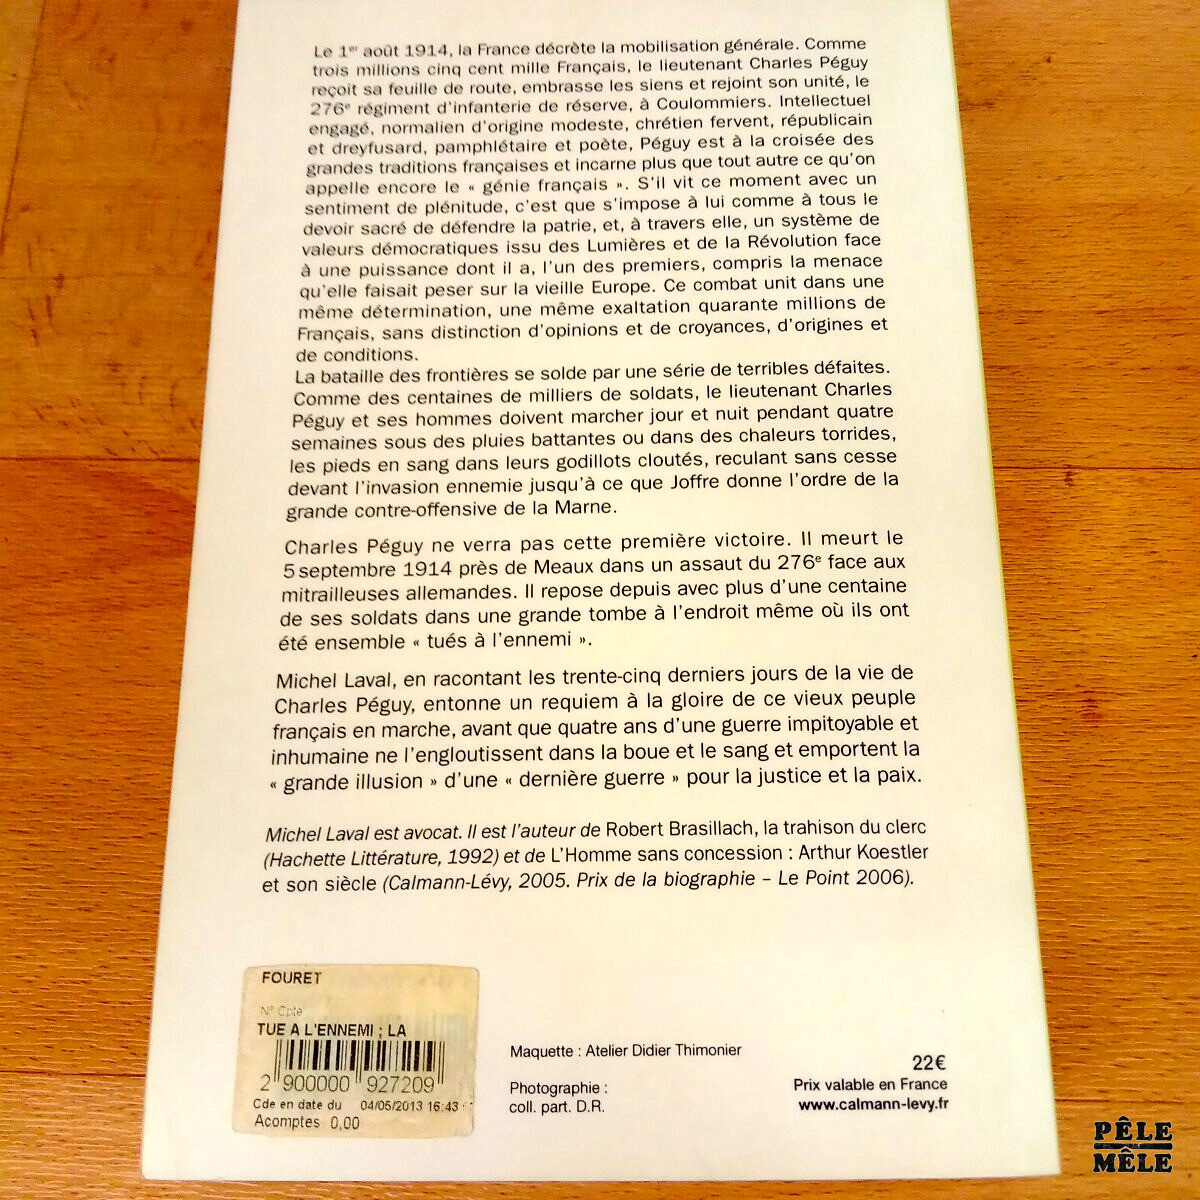 Le 1er août 1914, la France décrète la mobilisation générale. Comme
trois millions cinq cent mille Français, le lieutenant Charles Péguy
reçoit sa feuille de route, embrasse les siens et rejoint son unité, le
276e régiment d'infanterie de réserve, à Coulommiers. Intellectuel
engagé, normalien d'origine modeste, chrétien fervent, républicain
et dreyfusard, pamphlétaire et poète, Péguy est à la croisée des
grandes traditions françaises et incarne plus que tout autre ce qu'on
appelle encore le « génie français ». S'il vit ce moment avec un
sentiment de plénitude, c'est que s'impose à lui comme à tous le
devoir sacré de défendre la patrie, et, à travers elle, un système de
valeurs démocratiques issu des Lumières et de la Révolution face
à une puissance dont il a, l'un des premiers, compris la menace
qu'elle faisait peser sur la vieille Europe. Ce combat unit dans une
même détermination, une même exaltation quarante millions de
Français, sans distinction d'opinions et de croyances, d'origines et
de conditions.
La bataille des frontières se solde par une série de terribles défaites.
Comme des centaines de milliers de soldats, le lieutenant Charles
Péguy et ses hommes doivent marcher jour et nuit pendant quatre
semaines sous des pluies battantes ou dans des chaleurs torrides,
les pieds en sang dans leurs godillots cloutés, reculant sans cesse
devant l'invasion ennemie jusqu'à ce que Joffre donne l'ordre de la
grande contre-offensive de la Marne.
Charles Péguy ne verra pas cette première victoire. Il meurt le
5 septembre 1914 près de Meaux dans un assaut du 276e face aux
mitrailleuses allemandes. Il repose depuis avec plus d'une centaine
de ses soldats dans une grande tombe à l'endroit même où ils ont
été ensemble « tués à l'ennemi ».
Michel Laval, en racontant les trente-cinq derniers jours de la vie de
Charles Péguy, entonne un requiem à la gloire de ce vieux peuple
français en marche, avant que quatre ans d'une guerre impitoyable et
inhumaine ne l'engloutissent dans la boue et le sang et emportent la
« grande illusion » d'une « dernière guerre » pour la justice et la paix.
Michel Laval est avocat. Il est l'auteur de Robert Brasillach, la trahison du clerc
(Hachette Littérature, 1992) et de L'Homme sans concession : Arthur Koestler
et son siècle (Calmann-Lévy, 2005. Prix de la biographie – Le Point 2006).
FOURET
N° Cpte
TUE A L'ENNEMI ; LA
2 900000 927209
Cde en date du 04/05/2013 16:43
Acomptes 0,00
Maquette : Atelier Didier Thimonier
Photographie :
coll. part. D.R.
22€
Prix valable en France
www.calmann-levy.fr
PÊLE
MÊLE